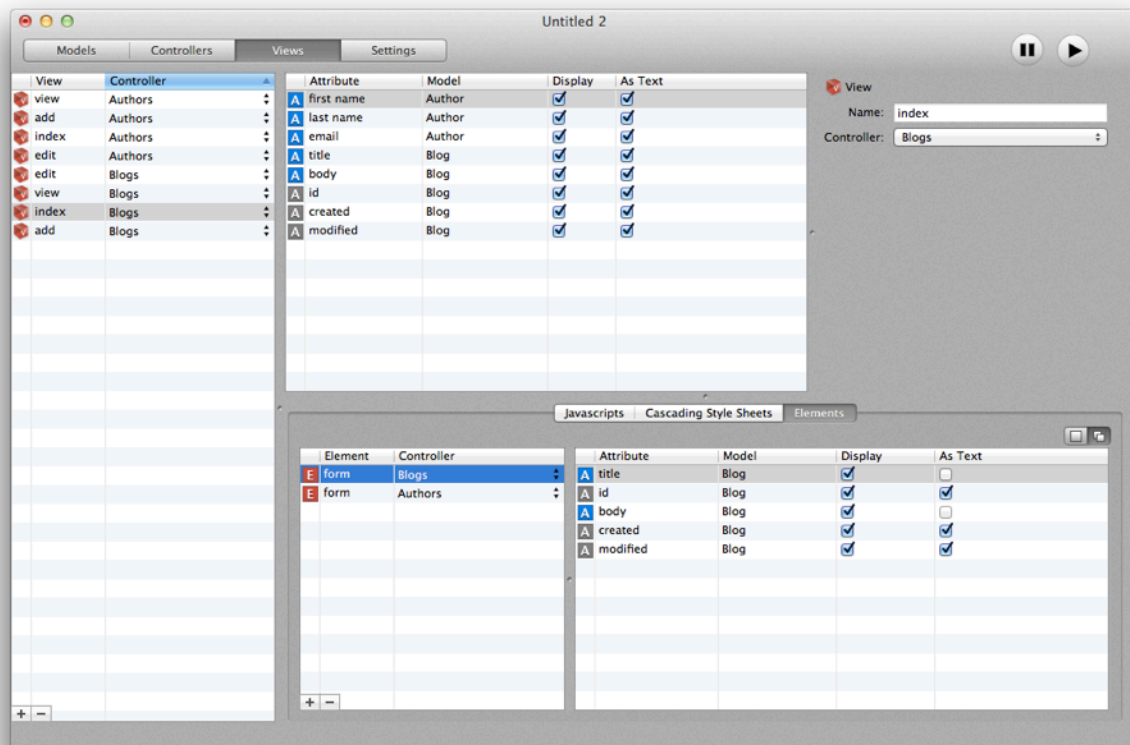 Untitled 2
Models Controllers Views Settings
View Controller
view Authors
add Authors
index Authors
edit Authors
edit Blogs
view Blogs
index Blogs
add Blogs
Attribute Model Display As Text
A first name Author
A last name Author
A email Author
A title Blog
A body Blog
A id Blog
A created Blog
A modified Blog
View
Name: index
Controller: Blogs
Javascripts Cascading Style Sheets Elements
Element Controller
E form Blogs
E form Authors
Attribute Model Display As Text
A title Blog
A id Blog
A body Blog
A created Blog
A modified Blog
+ −
+ −